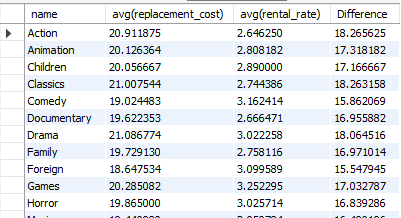 name avg(replacement_cost) avg(rental_rate) Difference
Action 20.911875 2.646250 18.265625
Animation 20.126364 2.808182 17.318182
Children 20.056667 2.890000 17.166667
Classics 21.007544 2.744386 18.263158
Comedy 19.024483 3.162414 15.862069
Documentary 19.622353 2.666471 16.955882
Drama 21.086774 3.022258 18.064516
Family 19.729130 2.758116 16.971014
Foreign 18.647534 3.099589 15.547945
Games 20.285082 3.252295 17.032787
Horror 19.865000 3.025714 16.839286